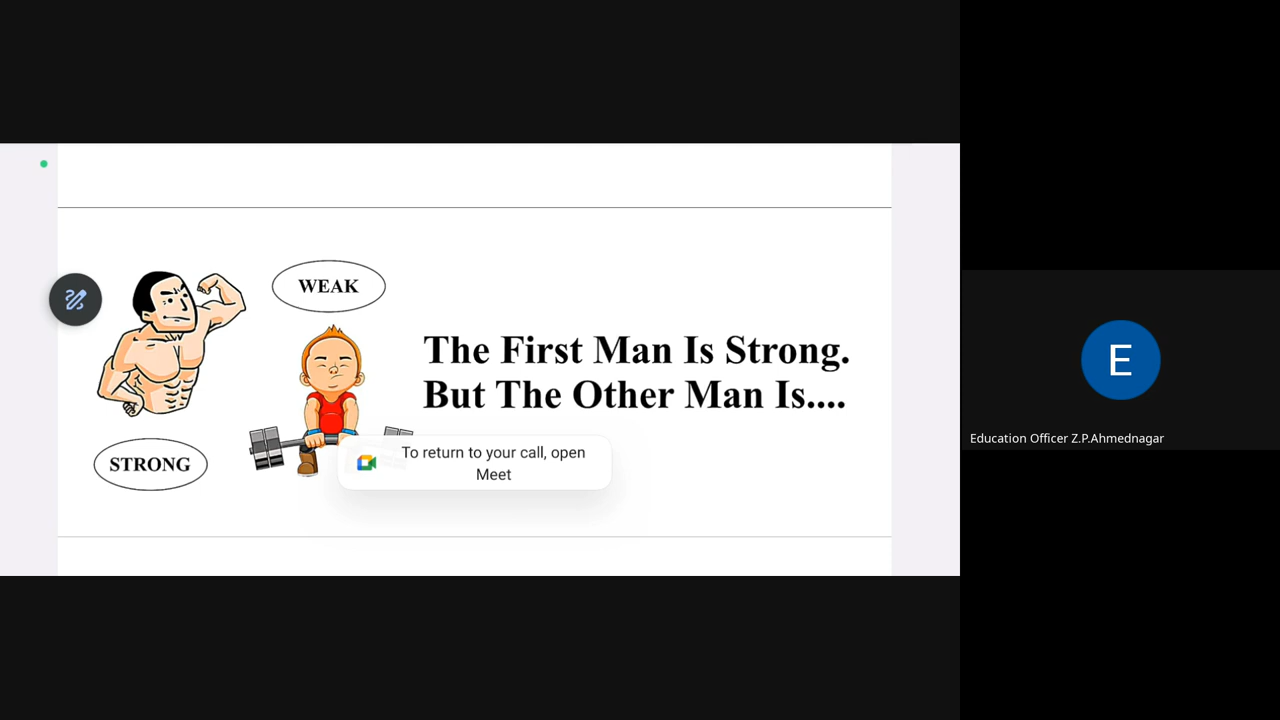 WEAK
The First Man Is Strong.
But The Other Man Is....
STRONG
To return to your call, open
Meet
E
Education Officer Z.P.Ahmednagar